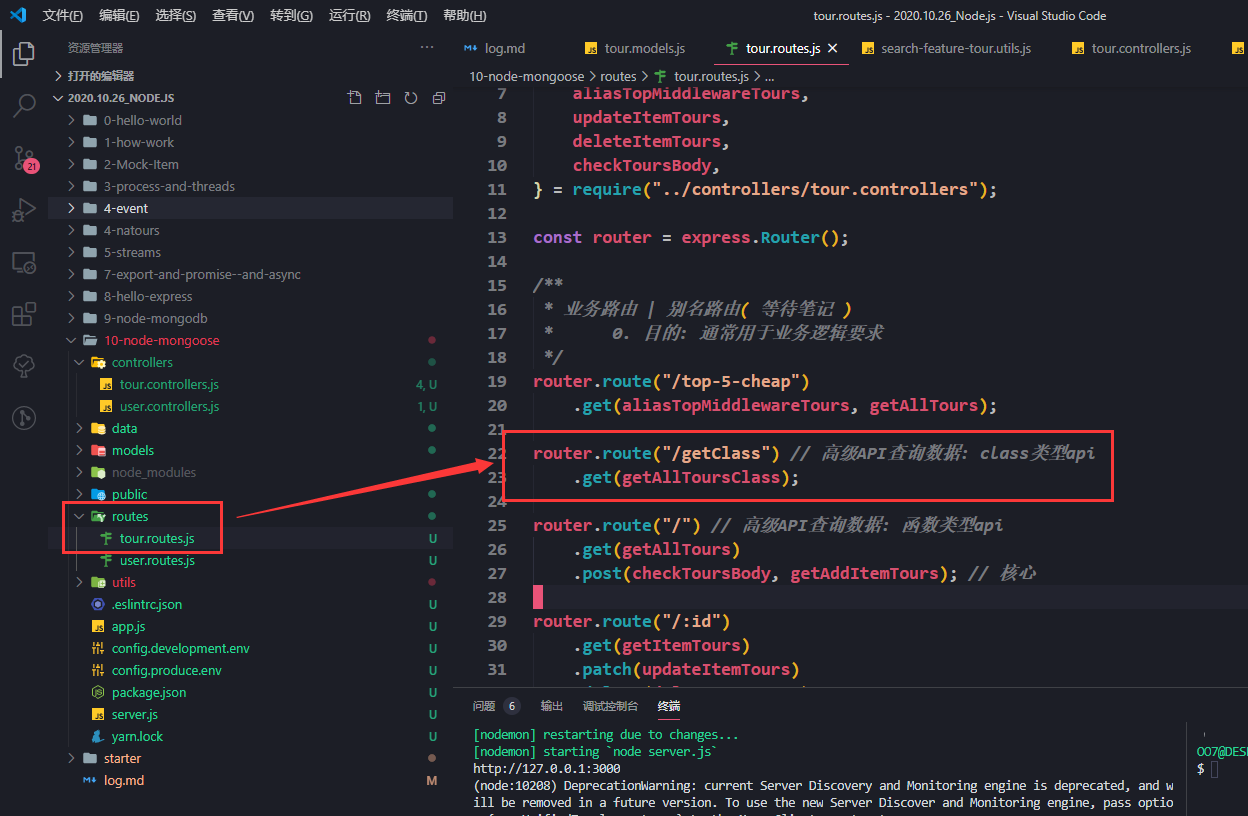 文件(F) 编辑(E) 选择(S) 查看(V) 转到(G) 运行(R) 终端(T) 帮助(H) tour.routes.js - 2020.10.26_Node.js - Visual Studio Code
资源管理器
打开的编辑器
2020.10.26_NODE.JS
0-hello-world
1-how-work
2-Mock-Item
3-process-and-threads
4-event
4-natours
5-streams
7-export-and-promise--and-async
8-hello-express
9-node-mongodb
10-node-mongoose
controllers
tour.controllers.js 4, U
user.controllers.js 1, U
data
models
node_modules
public
routes
tour.routes.js U
user.routes.js U
utils
.eslintrc.json U
app.js U
config.development.env U
config.produce.env U
package.json U
server.js U
yarn.lock U
starter
log.md M
21
log.md tour.models.js tour.routes.js search-feature-tour.utils.js tour.controllers.js JS
10-node-mongoose > routes > tour.routes.js > ...
7 aliasTopMiddlewareTours,
8 updateItemTours,
9 deleteItemTours,
10 checkToursBody,
11 } = require("../controllers/tour.controllers");
12
13 const router = express.Router();
14
15 /**
16 * 业务路由 | 别名路由( 等待笔记 )
17 * 0. 目的: 通常用于业务逻辑要求
18 */
19 router.route("/top-5-cheap")
20 .get(aliasTopMiddlewareTours, getAllTours);
21
22 router.route("/getClass") // 高级API查询数据: class类型api
23 .get(getAllToursClass);
24
25 router.route("/") // 高级API查询数据: 函数类型api
26 .get(getAllTours)
27 .post(checkToursBody, getAddItemTours); // 核心
28
29 router.route("/:id")
30 .get(getItemTours)
31 .patch(updateItemTours)
问题 6 输出 调试控制台 终端
[nodemon] restarting due to changes...
[nodemon] starting `node server.js`
http://127.0.0.1:3000
(node:10208) DeprecationWarning: current Server Discovery and Monitoring engine is deprecated, and w
ill be removed in a future version. To use the new Server Discover and Monitoring engine, pass optio
007@DES
$